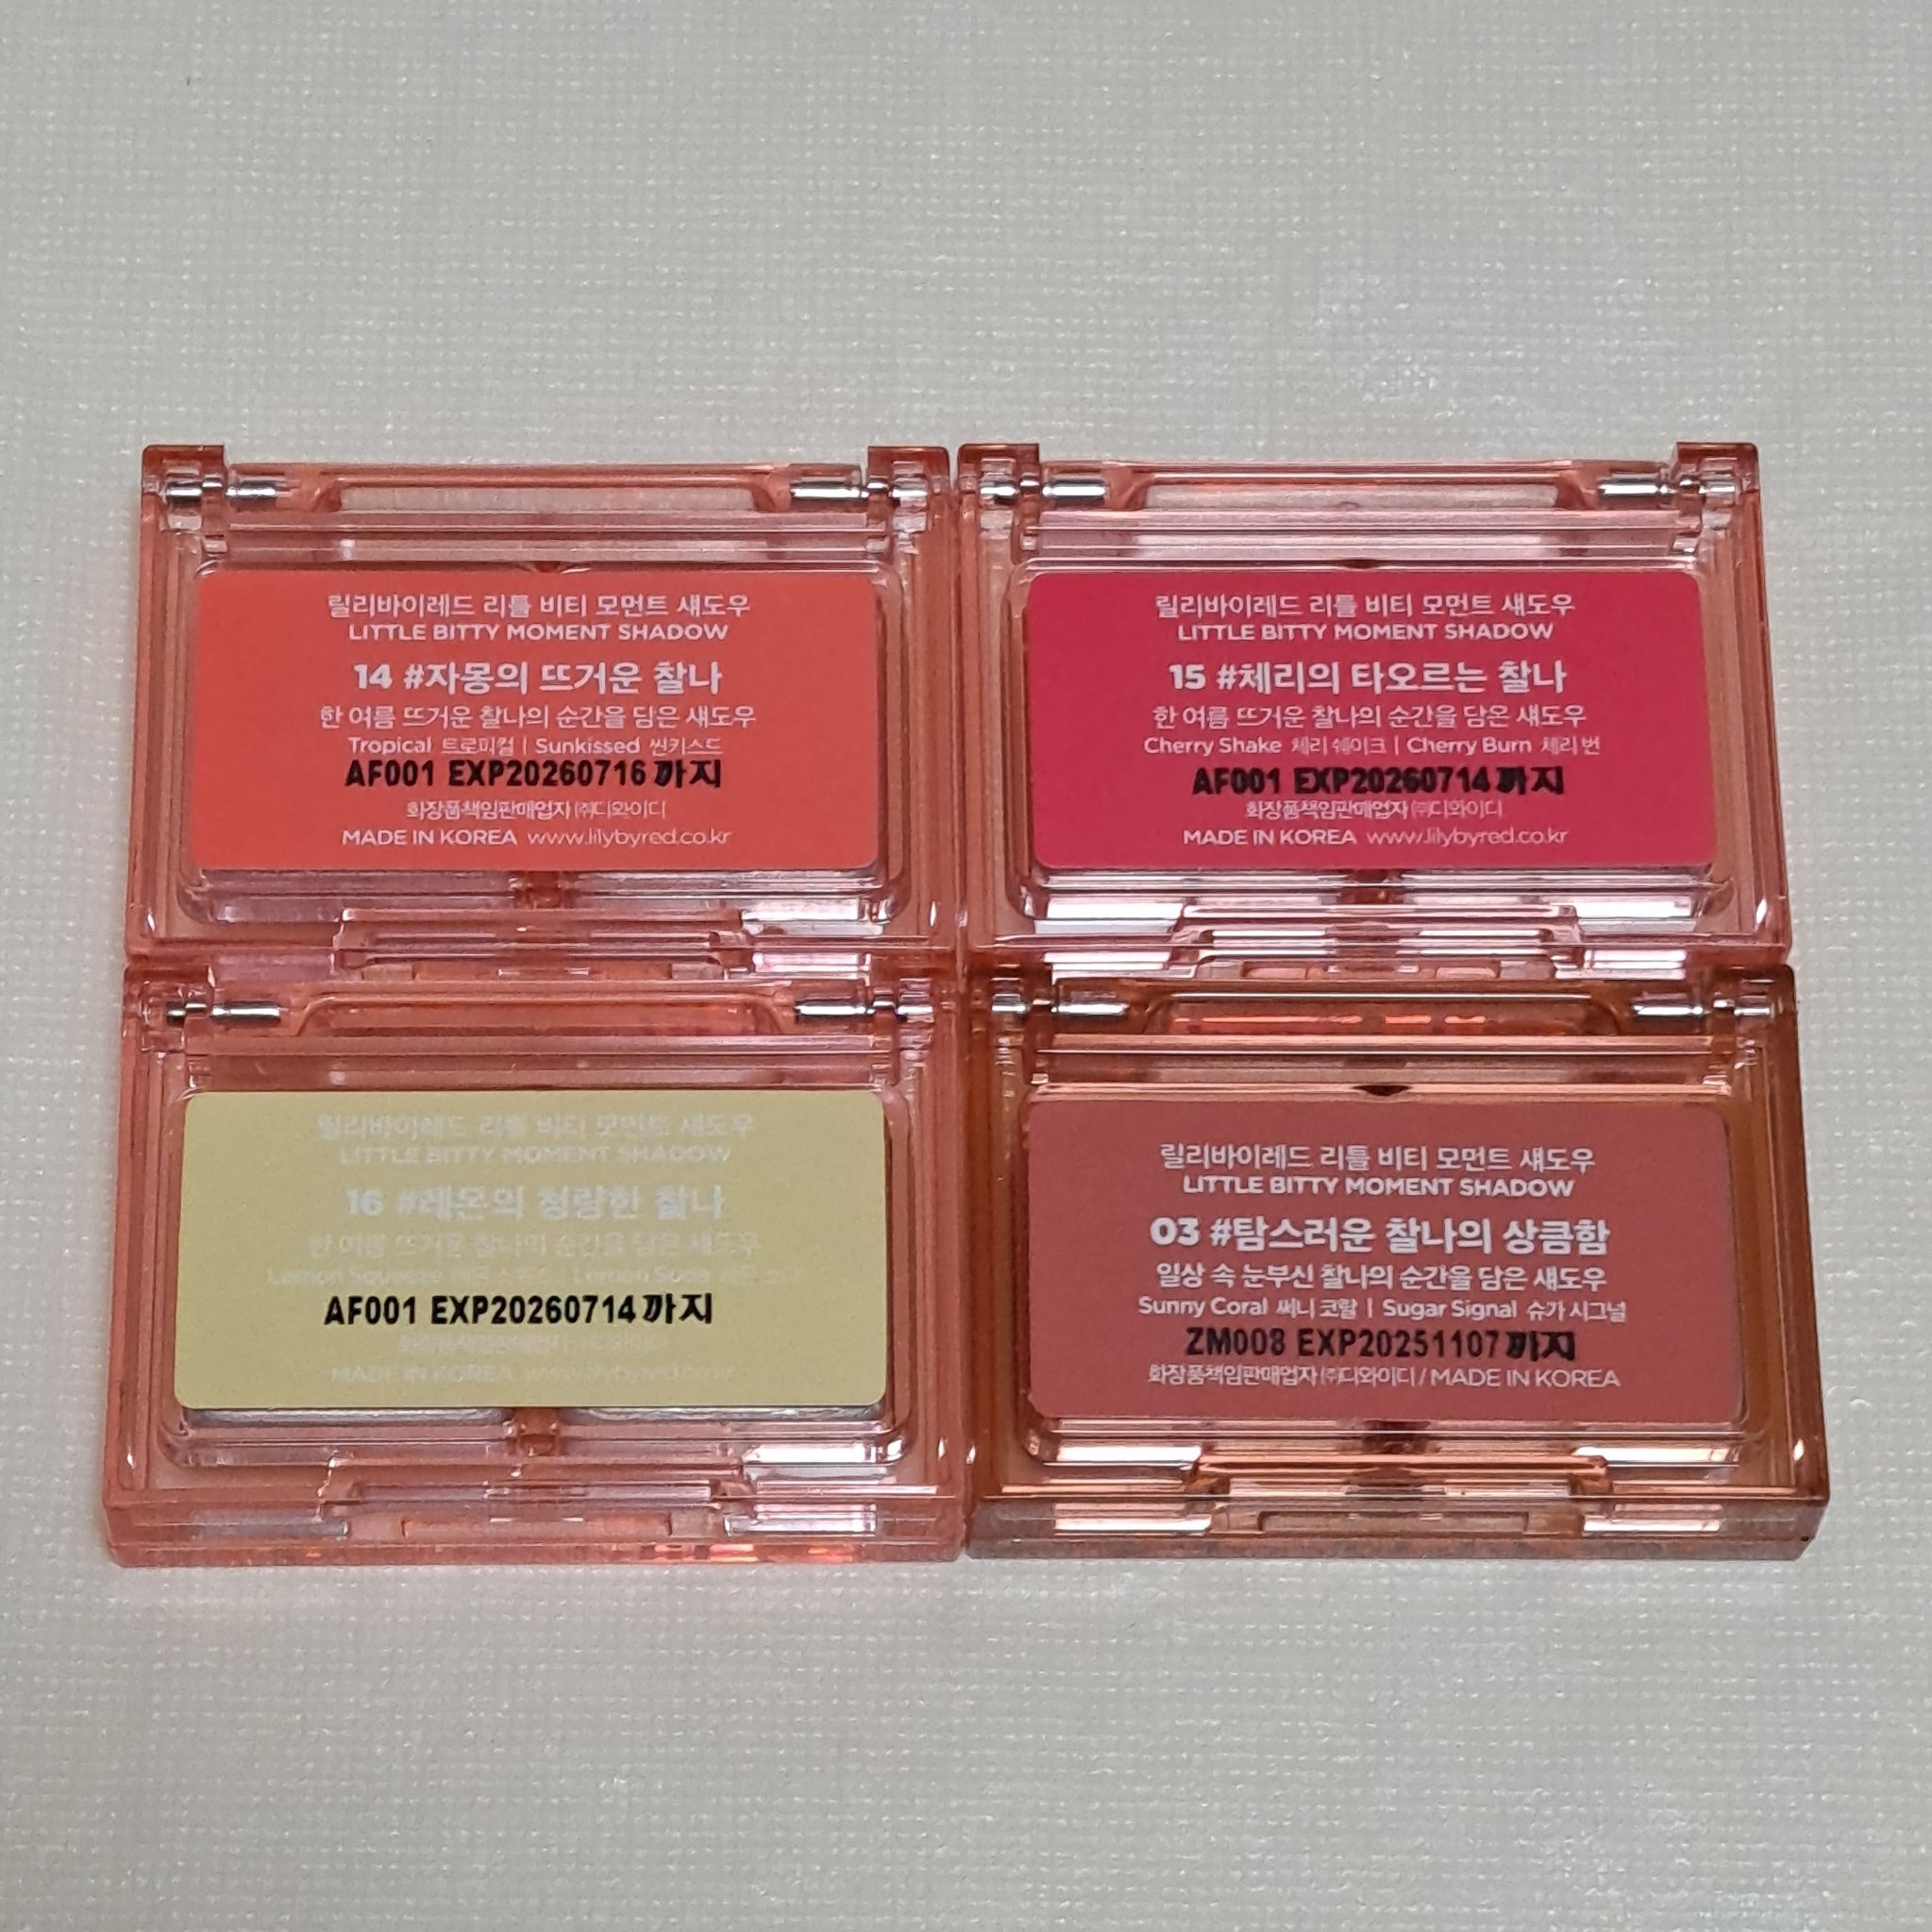 릴리바이레드 리틀 비티 모먼트 섀도우
LITTLE BITTY MOMENT SHADOW
14 #자몽의 뜨거운 찰나
한 여름 뜨거운 찰나의 순간을 담은 섀도우
Tropical 트로피컬 | Sunkissed 썬키스드
AF001 EXP20260716까지
화장품책임판매업자 ㈜디와이디
MADE IN KOREA www.lilybyred.co.kr
릴리바이레드 리틀 비티 모먼트 섀도우
LITTLE BITTY MOMENT SHADOW
15 #체리의 타오르는 찰나
한 여름 뜨거운 찰나의 순간을 담은 섀도우
Cherry Shake 체리 쉐이크 | Cherry Burn 체리 번
AF001 EXP20260714까지
화장품책임판매업자 ㈜디와이디
MADE IN KOREA www.lilybyred.co.kr
릴리바이레드 리틀 비티 모먼트 섀도우
LITTLE BITTY MOMENT SHADOW
16 #레몬의 청량한 찰나
한 여름 뜨거운 찰나의 순간을 담은 섀도우
Lemon Squeeze Lemon Soda
AF001 EXP20260714까지
MADE IN KOREA www.lilybyred.co.kr
릴리바이레드 리틀 비티 모먼트 섀도우
LITTLE BITTY MOMENT SHADOW
03 #탐스러운 찰나의 상큼함
일상 속 눈부신 찰나의 순간을 담은 섀도우
Sunny Coral 써니 코랄 | Sugar Signal 슈가 시그널
ZM008 EXP20251107까지
화장품책임판매업자 ㈜디와이디 / MADE IN KOREA